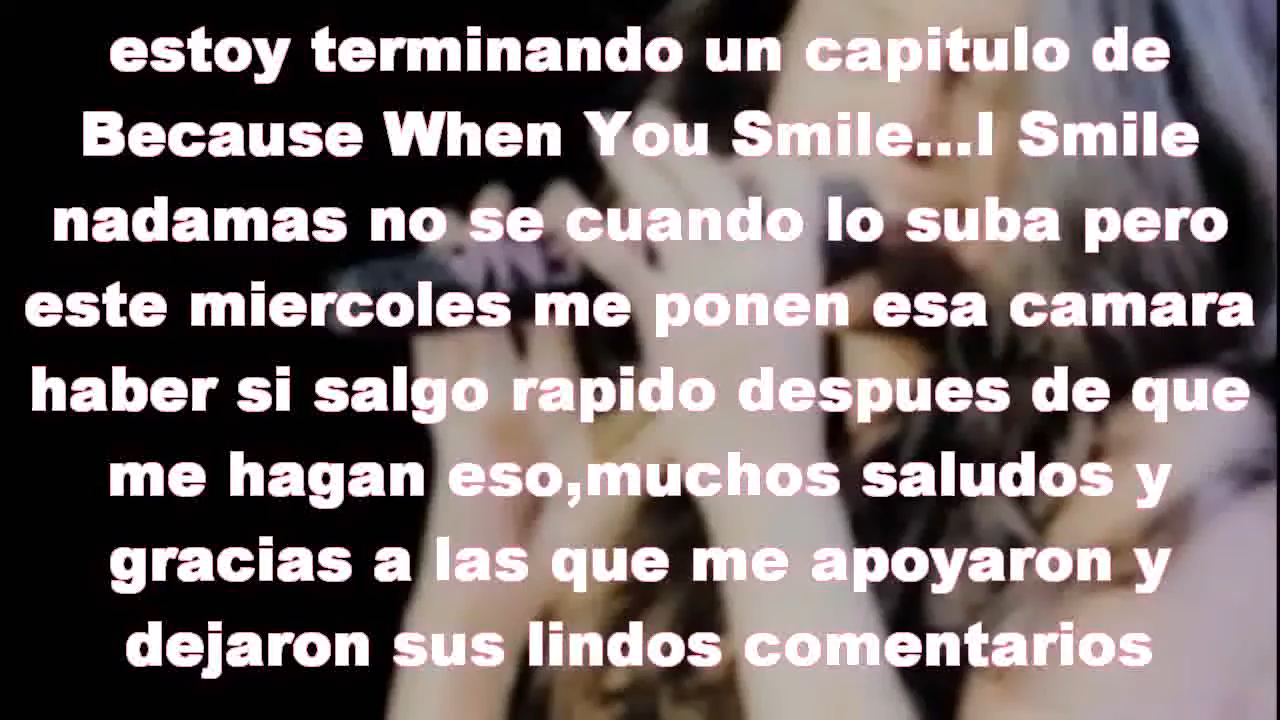 estoy terminando un capitulo de
Because When You Smile...I Smile
nadamas no se cuando lo suba pero
este miercoles me ponen esa camara
haber si salgo rapido despues de que
me hagan eso,muchos saludos y
gracias a las que me apoyaron y
dejaron sus lindos comentarios